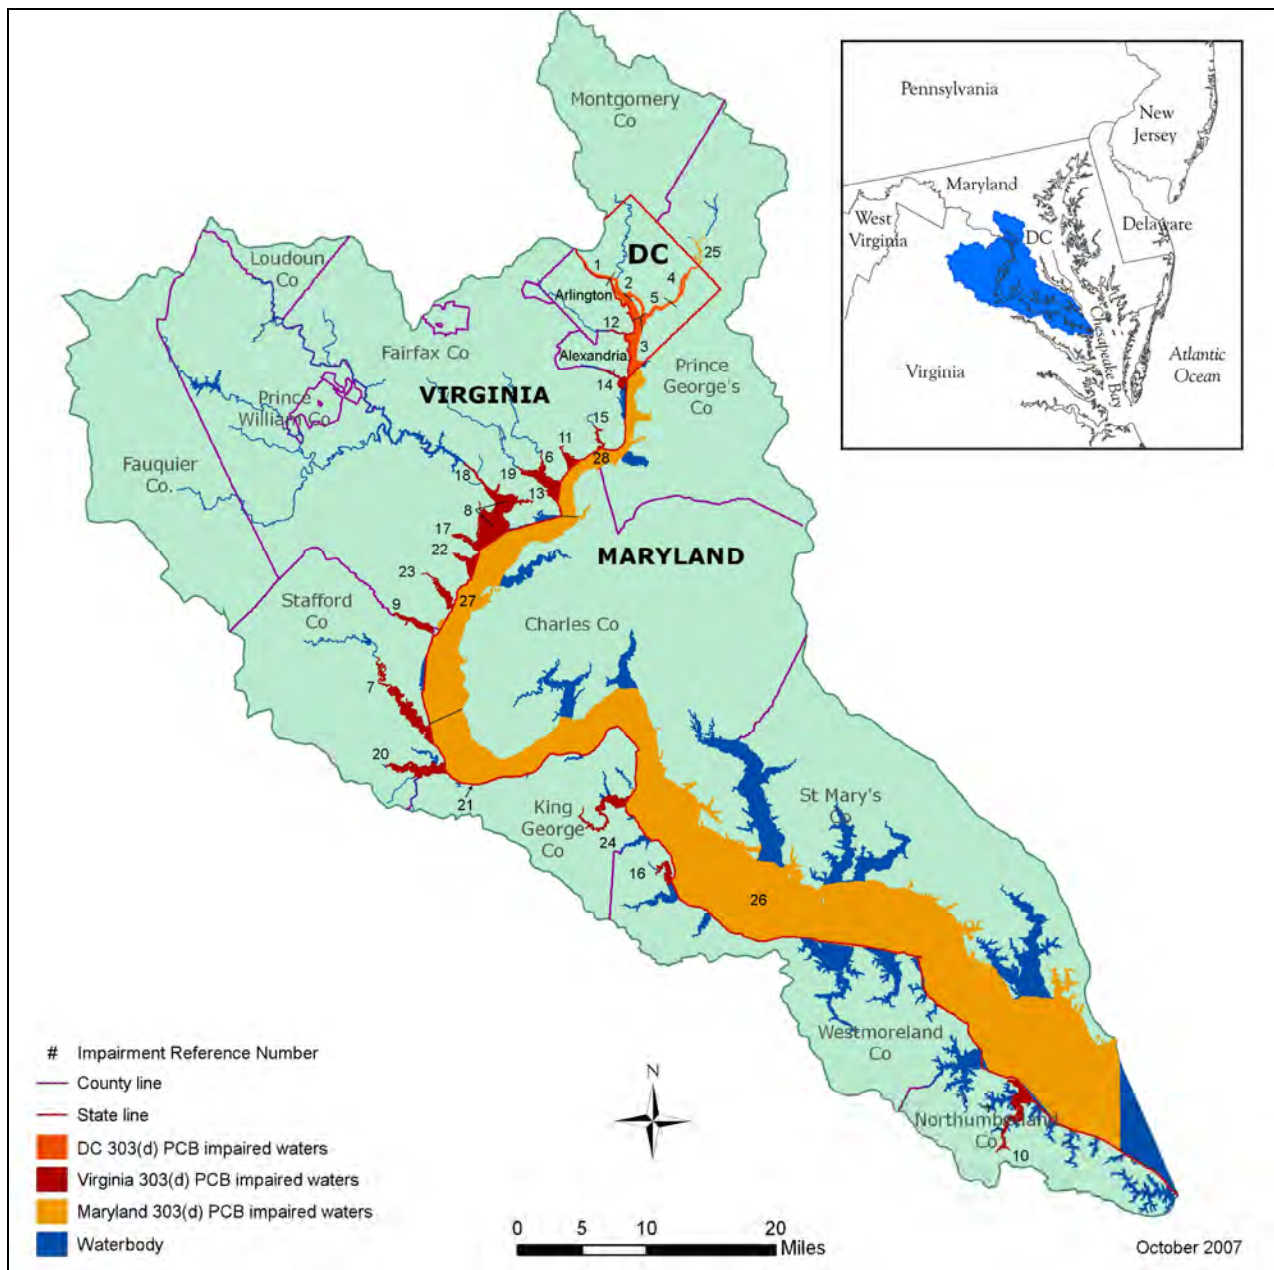 Montgomery
Co
Pennsylvania
New
Jersey
Maryland
West
Virginia
DC
Delaware
Chesapeake Bay
Virginia
Atlantic
Ocean
Loudoun
Co
DC
25
1
2
4
5
Arlington
12
3
Fairfax Co
Alexandria
Prince
George's
Co
14
VIRGINIA
Prince
William Co
15
11
28
16
Fauquier
Co.
18
19
13
8
17
22
MARYLAND
23
27
Stafford
Co
9
Charles Co
7
20
21
St Mary's
Co
King
George
Co
24
16
26
Westmoreland
Co
Northumberland
Co
10
# Impairment Reference Number
County line
State line
DC 303(d) PCB impaired waters
Virginia 303(d) PCB impaired waters
Maryland 303(d) PCB impaired waters
Waterbody
N
0 5 10 20
Miles
October 2007